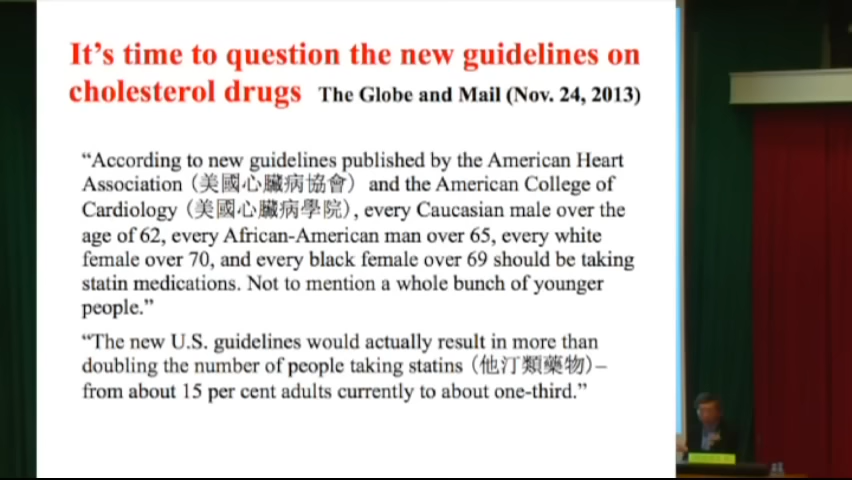 It's time to question the new guidelines on
cholesterol drugs The Globe and Mail (Nov. 24, 2013)
“According to new guidelines published by the American Heart
Association (美國心臟病協會) and the American College of
Cardiology (美國心臟病學院), every Caucasian male over the
age of 62, every African-American man over 65, every white
female over 70, and every black female over 69 should be taking
statin medications. Not to mention a whole bunch of younger
people.”
“The new U.S. guidelines would actually result in more than
doubling the number of people taking statins (他汀類藥物)–
from about 15 per cent adults currently to about one-third.”